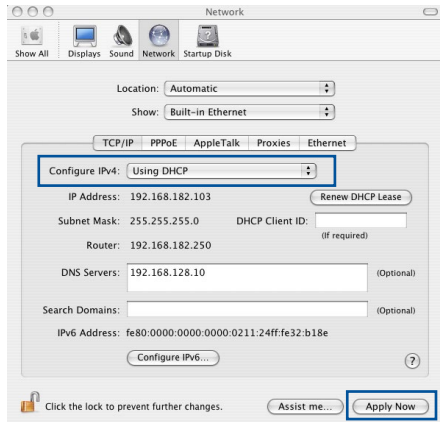 Network
Show All Displays Sound Network Startup Disk
Location: Automatic
Show: Built-in Ethernet
TCP/IP PPPoE AppleTalk Proxies Ethernet
Configure IPv4: Using DHCP
IP Address: 192.168.182.103 Renew DHCP Lease
Subnet Mask: 255.255.255.0 DHCP Client ID:
(If required)
Router: 192.168.182.250
DNS Servers: 192.168.128.10 (Optional)
Search Domains: (Optional)
IPv6 Address: fe80:0000:0000:0000:0211:24ff:fe32:b18e
Configure IPv6... ?
Click the lock to prevent further changes. Assist me... Apply Now